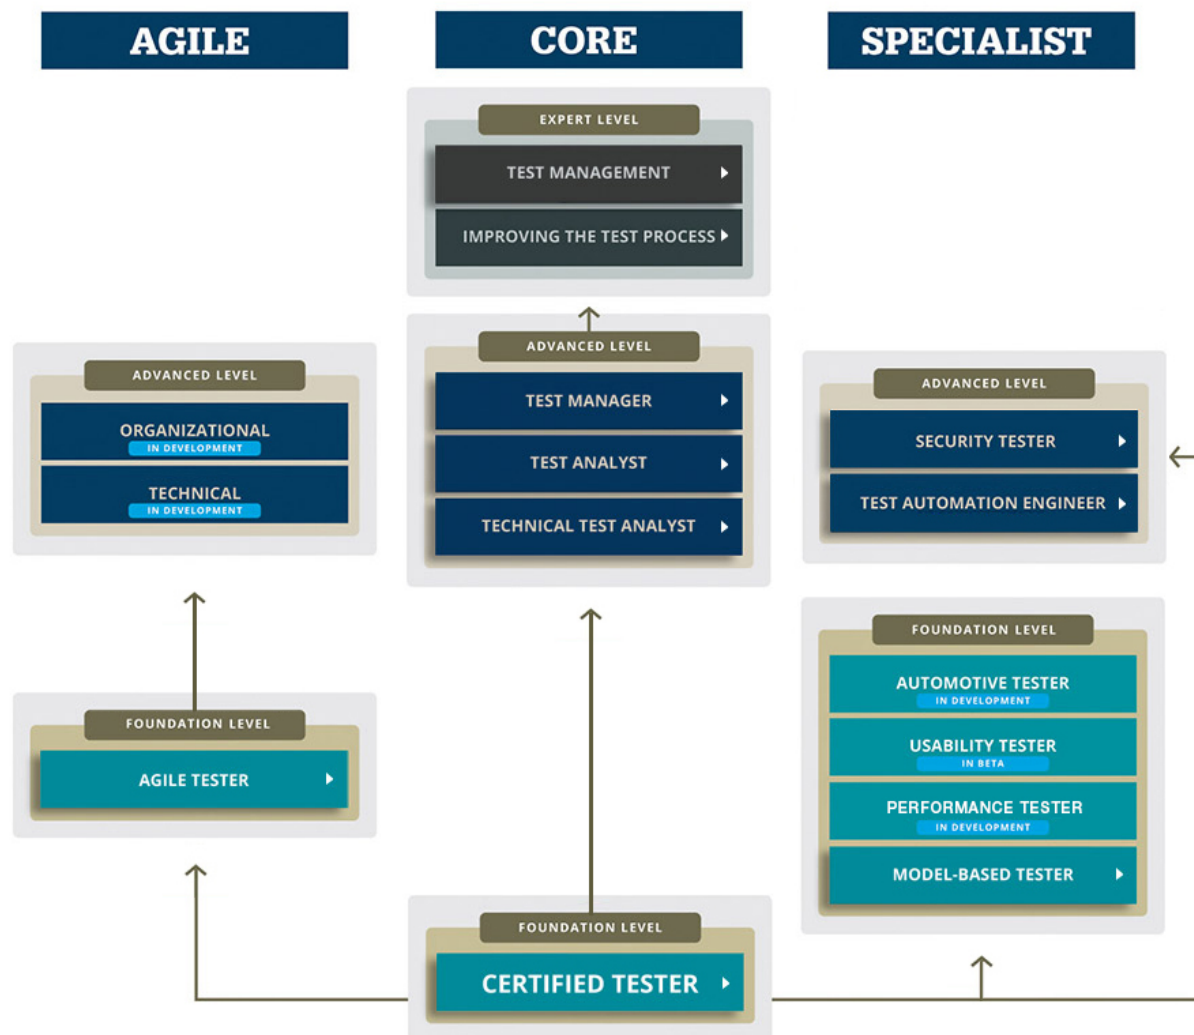 AGILE
CORE
SPECIALIST
EXPERT LEVEL
TEST MANAGEMENT
IMPROVING THE TEST PROCESS
ADVANCED LEVEL
ORGANIZATIONAL
IN DEVELOPMENT
TECHNICAL
IN DEVELOPMENT
ADVANCED LEVEL
TEST MANAGER
TEST ANALYST
TECHNICAL TEST ANALYST
ADVANCED LEVEL
SECURITY TESTER
TEST AUTOMATION ENGINEER
FOUNDATION LEVEL
AGILE TESTER
FOUNDATION LEVEL
AUTOMOTIVE TESTER
IN DEVELOPMENT
USABILITY TESTER
IN BETA
PERFORMANCE TESTER
IN DEVELOPMENT
MODEL-BASED TESTER
FOUNDATION LEVEL
CERTIFIED TESTER